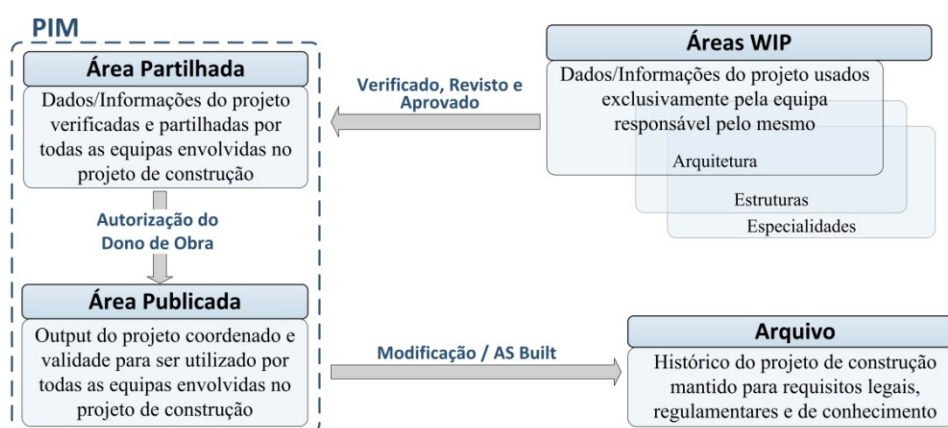 PIM
Área Partilhada
Dados/Informações do projeto
verificadas e partilhadas por
todas as equipas envolvidas no
projeto de construção
Verificado, Revisto e
Aprovado
Áreas WIP
Dados/Informações do projeto usados
exclusivamente pela equipa
responsável pelo mesmo
Arquitetura
Estruturas
Especialidades
Autorização do
Dono de Obra
Área Publicada
Output do projeto coordenado e
validade para ser utilizado por
todas as equipas envolvidas no
projeto de construção
Modificação / AS Built
Arquivo
Histórico do projeto de construção
mantido para requisitos legais,
regulamentares e de conhecimento